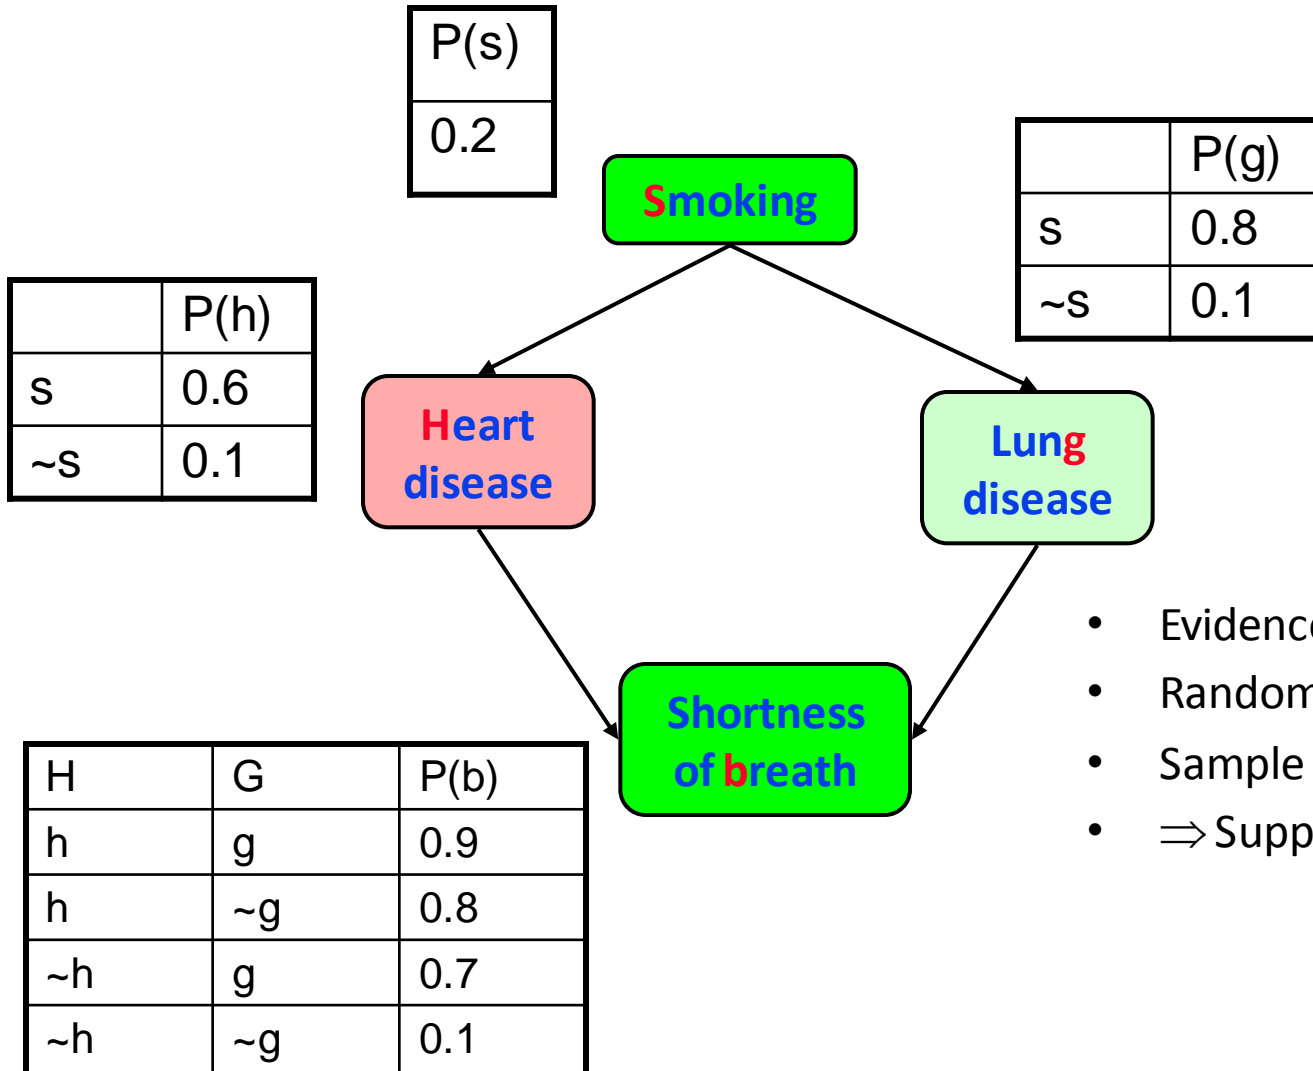 P(s)
0.2
Smoking
P(g)
s 0.8
~s 0.1
P(h)
s 0.6
~s 0.1
Heart
disease
Lung
disease
Shortness
of breath
H G P(b)
h g 0.9
h ~g 0.8
~h g 0.7
~h ~g 0.1
• Evidence
• Random
• Sample
• ⇒ Supp